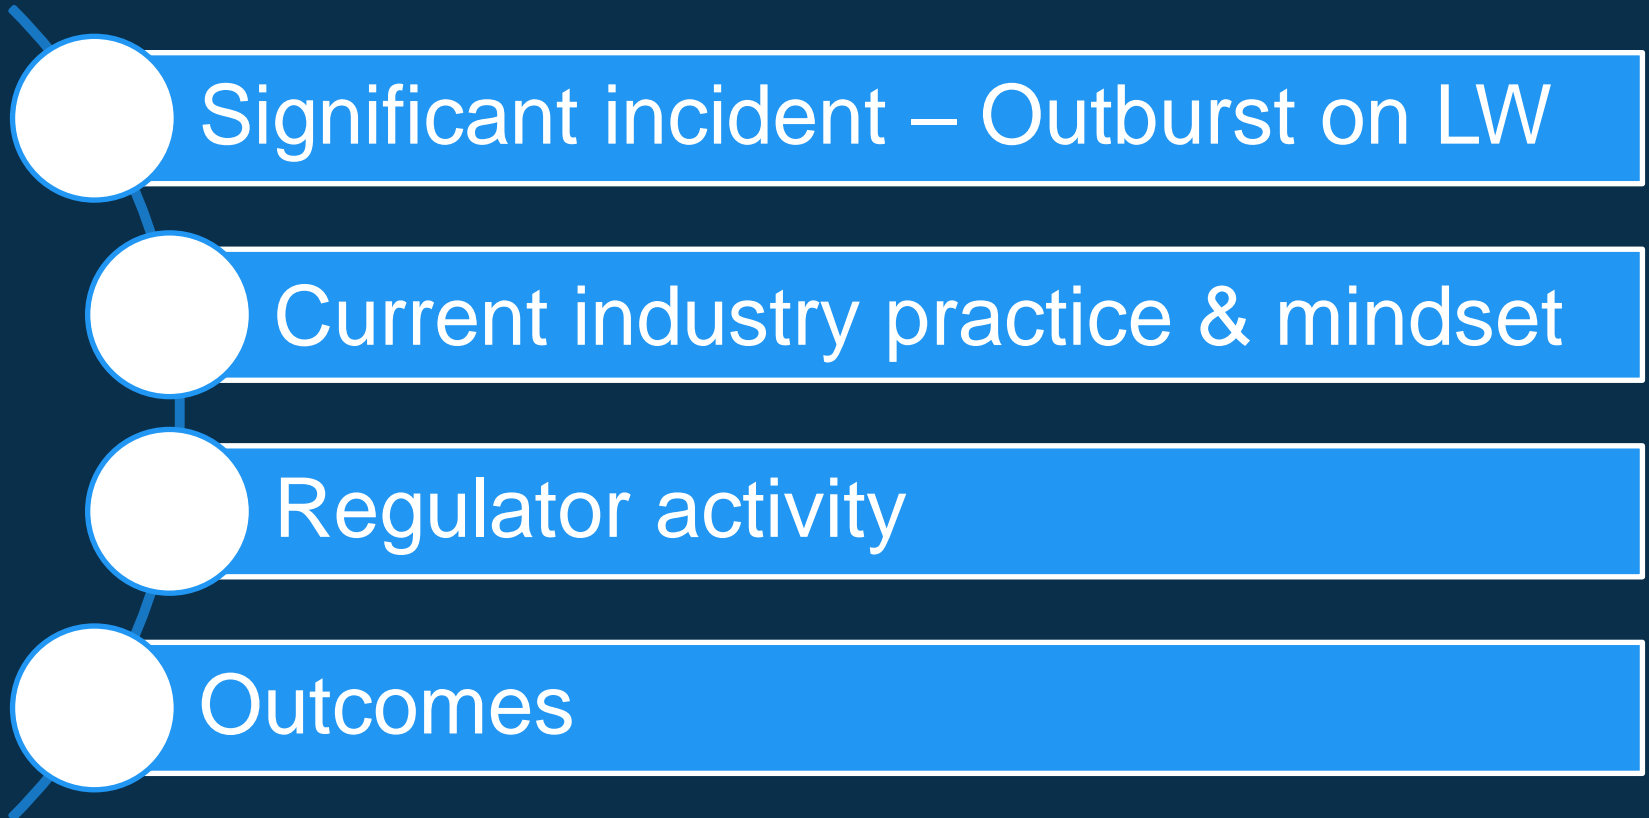 Significant incident – Outburst on LW
Current industry practice & mindset
Regulator activity
Outcomes